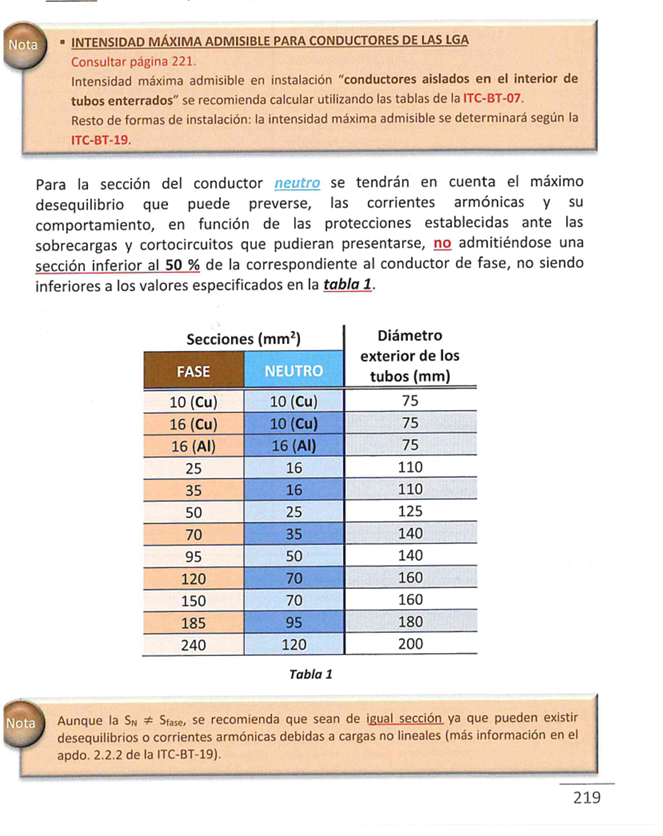 Nota
▪ INTENSIDAD MÁXIMA ADMISIBLE PARA CONDUCTORES DE LAS LGA
Consultar página 221.
Intensidad máxima admisible en instalación “conductores aislados en el interior de
tubos enterrados” se recomienda calcular utilizando las tablas de la ITC-BT-07.
Resto de formas de instalación: la intensidad máxima admisible se determinará según la
ITC-BT-19.
Para la sección del conductor neutro se tendrán en cuenta el máximo
desequilibrio que puede preverse, las corrientes armónicas y su
comportamiento, en función de las protecciones establecidas ante las
sobrecargas y cortocircuitos que pudieran presentarse, no admitiéndose una
sección inferior al 50 % de la correspondiente al conductor de fase, no siendo
inferiores a los valores especificados en la tabla 1.
Secciones (mm²) Diámetro
exterior de los
FASE NEUTRO tubos (mm)
10 (Cu) 10 (Cu) 75
16 (Cu) 10 (Cu) 75
16 (Al) 16 (Al) 75
25 16 110
35 16 110
50 25 125
70 35 140
95 50 140
120 70 160
150 70 160
185 95 180
240 120 200
Tabla 1
Nota
Aunque la SN ≠ Sfase, se recomienda que sean de igual sección ya que pueden existir
desequilibrios o corrientes armónicas debidas a cargas no lineales (más información en el
apdo. 2.2.2 de la ITC-BT-19).
219